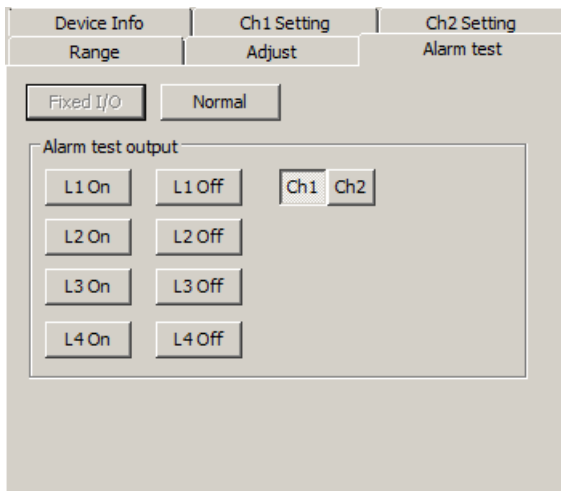 Device Info Ch1 Setting Ch2 Setting
Range Adjust Alarm test
Fixed I/O Normal
Alarm test output
L1 On L1 Off Ch1 Ch2
L2 On L2 Off
L3 On L3 Off
L4 On L4 Off